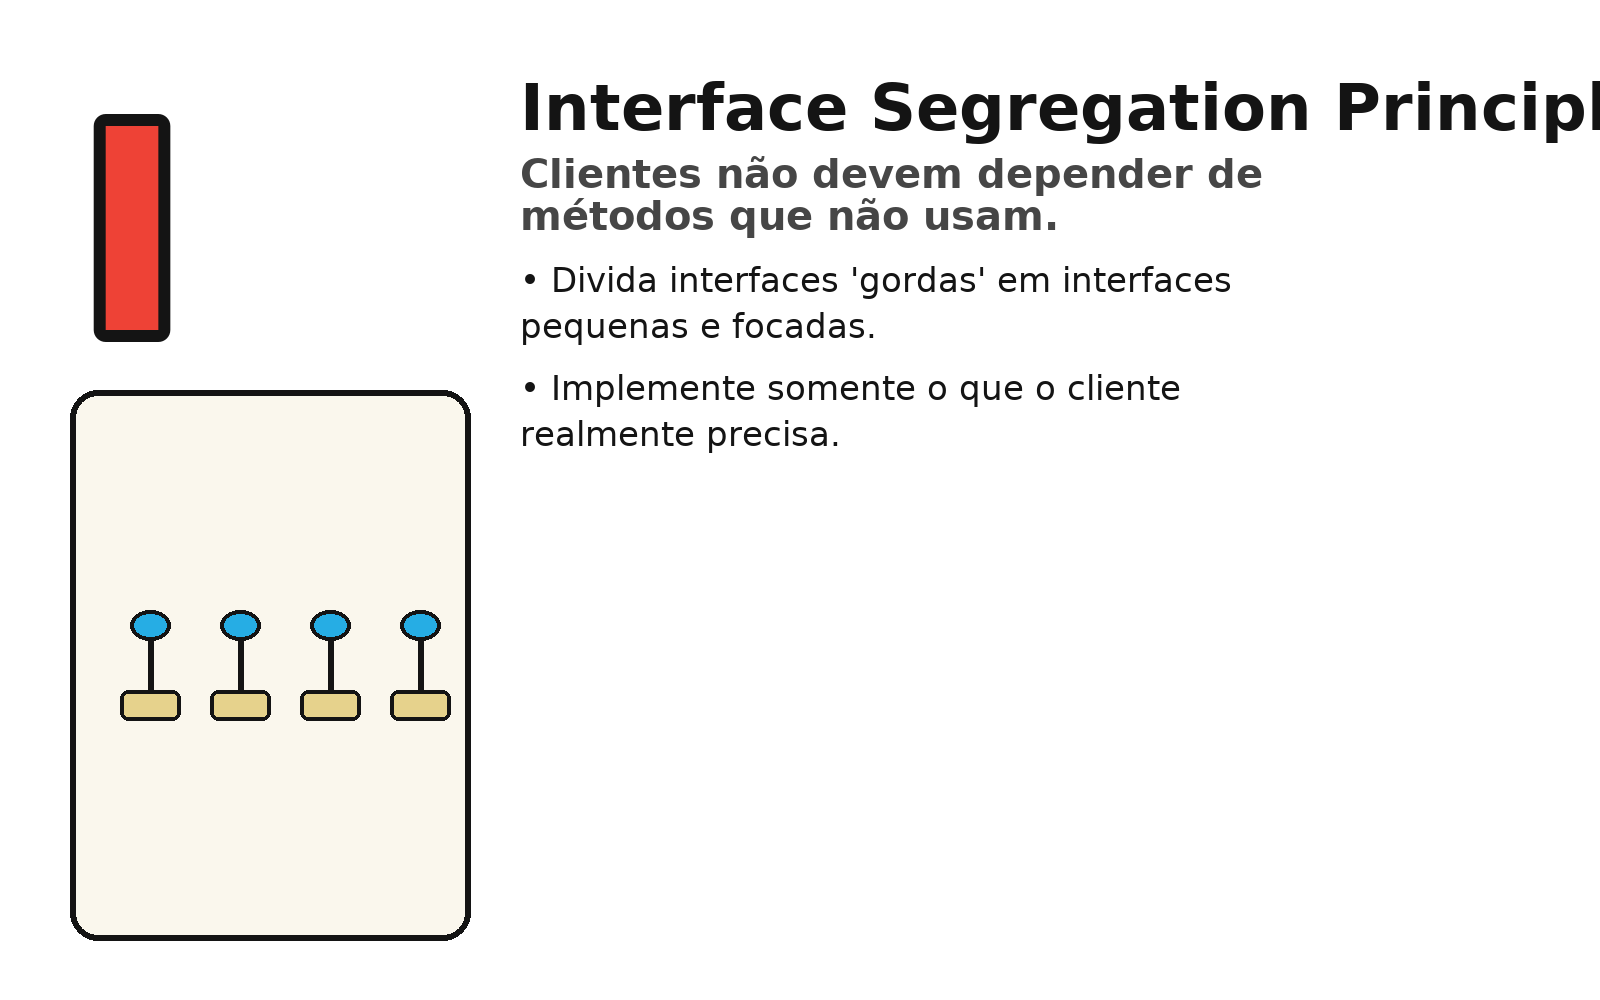 I
Interface Segregation Principl
Clientes não devem depender de
métodos que não usam.
• Divida interfaces 'gordas' em interfaces
pequenas e focadas.
• Implemente somente o que o cliente
realmente precisa.